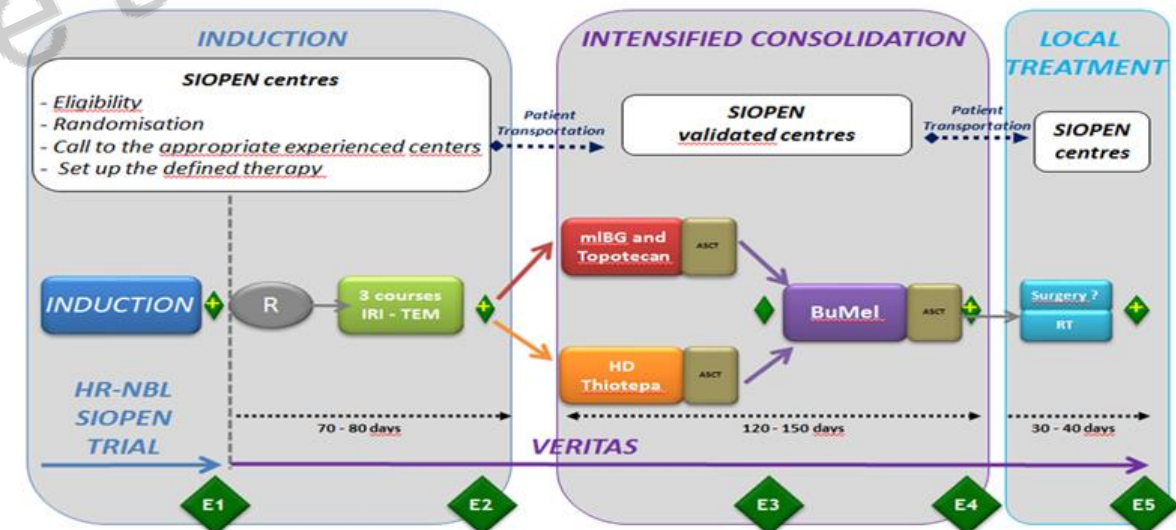 INDUCTION
SIOPEN centres
- Eligibility
- Randomisation
- Call to the appropriate experienced centers
- Set up the defined therapy
Patient
Transportation
INTENSIFIED CONSOLIDATION
SIOPEN
validated centres
Patient
Transportation
LOCAL
TREATMENT
SIOPEN
centres
INDUCTION
R
3 courses
IRI - TEM
mIBG and
Topotecan
ASCT
HD
Thiotepa
ASCT
BuMel
ASCT
Surgery ?
RT
HR-NBL
SIOPEN
TRIAL
70 - 80 days
120 - 150 days
30 - 40 days
VERITAS
E1
E2
E3
E4
E5